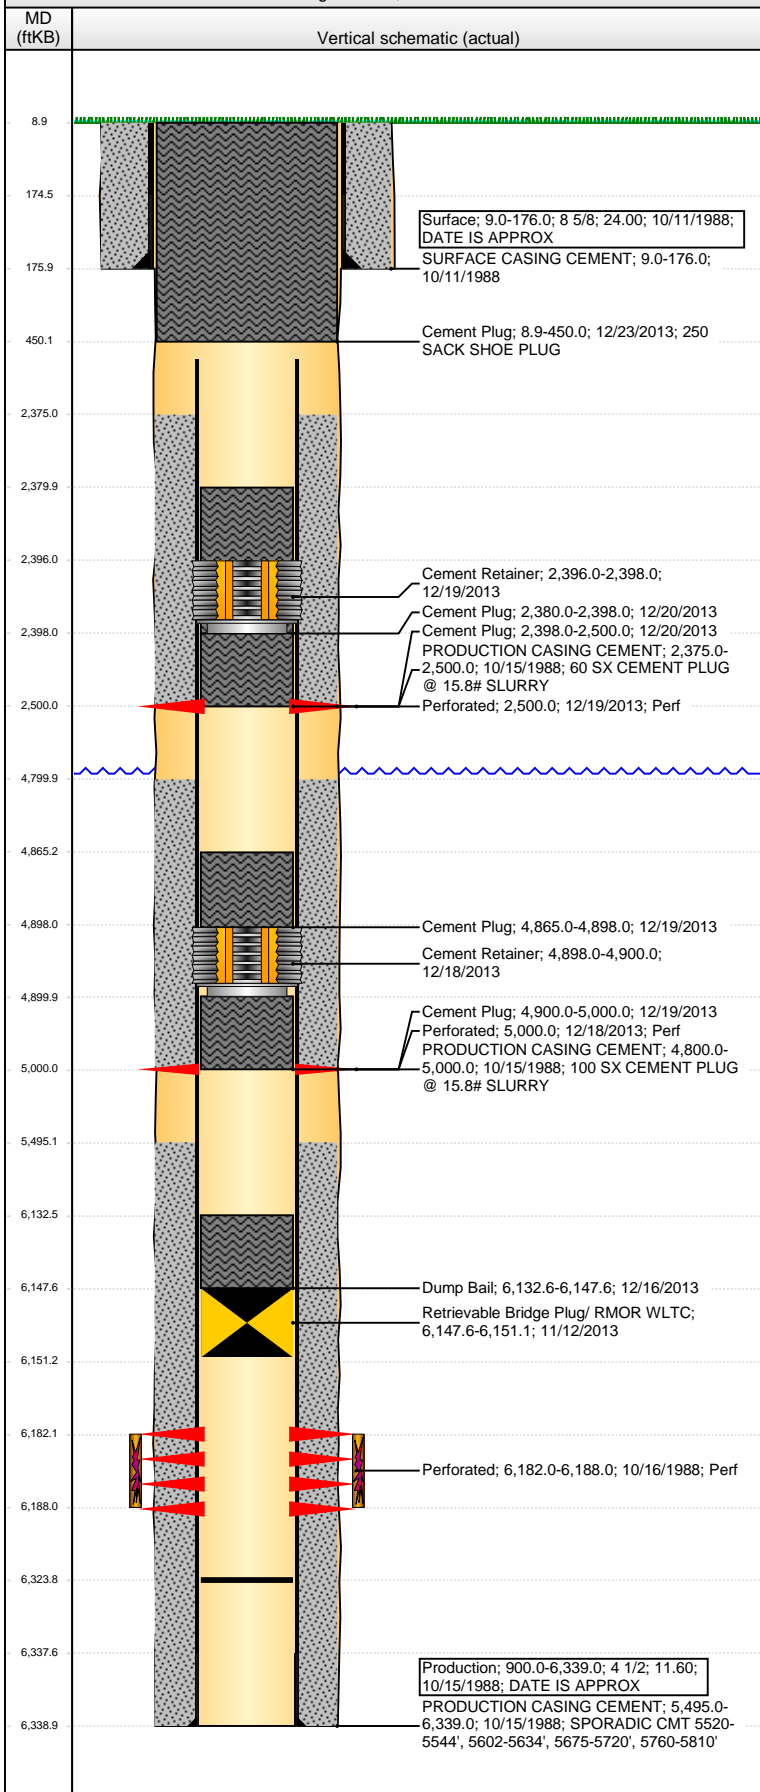 MD
(ftKB)
Vertical schematic (actual)
8.9
174.5
Surface; 9.0-176.0; 8 5/8; 24.00; 10/11/1988;
DATE IS APPROX
SURFACE CASING CEMENT; 9.0-176.0;
10/11/1988
175.9
Cement Plug; 8.9-450.0; 12/23/2013; 250
SACK SHOE PLUG
450.1
2,375.0
2,379.9
2,396.0
Cement Retainer; 2,396.0-2,398.0;
12/19/2013
Cement Plug; 2,380.0-2,398.0; 12/20/2013
2,398.0
Cement Plug; 2,398.0-2,500.0; 12/20/2013
PRODUCTION CASING CEMENT; 2,375.0-
2,500.0; 10/15/1988; 60 SX CEMENT PLUG
@ 15.8# SLURRY
2,500.0
Perforated; 2,500.0; 12/19/2013; Perf
4,799.9
4,865.2
4,898.0
Cement Plug; 4,865.0-4,898.0; 12/19/2013
Cement Retainer; 4,898.0-4,900.0;
12/18/2013
4,899.9
Cement Plug; 4,900.0-5,000.0; 12/19/2013
Perforated; 5,000.0; 12/18/2013; Perf
PRODUCTION CASING CEMENT; 4,800.0-
5,000.0; 10/15/1988; 100 SX CEMENT PLUG
@ 15.8# SLURRY
5,000.0
5,495.1
6,132.5
6,147.6
Dump Bail; 6,132.6-6,147.6; 12/16/2013
Retrievable Bridge Plug/ RMOR WLTC;
6,147.6-6,151.1; 11/12/2013
6,151.2
6,182.1
Perforated; 6,182.0-6,188.0; 10/16/1988; Perf
6,188.0
6,323.8
6,337.6
Production; 900.0-6,339.0; 4 1/2; 11.60;
10/15/1988; DATE IS APPROX
PRODUCTION CASING CEMENT; 5,495.0-
6,339.0; 10/15/1988; SPORADIC CMT 5520-
5544', 5602-5634', 5675-5720', 5760-5810'
6,338.9